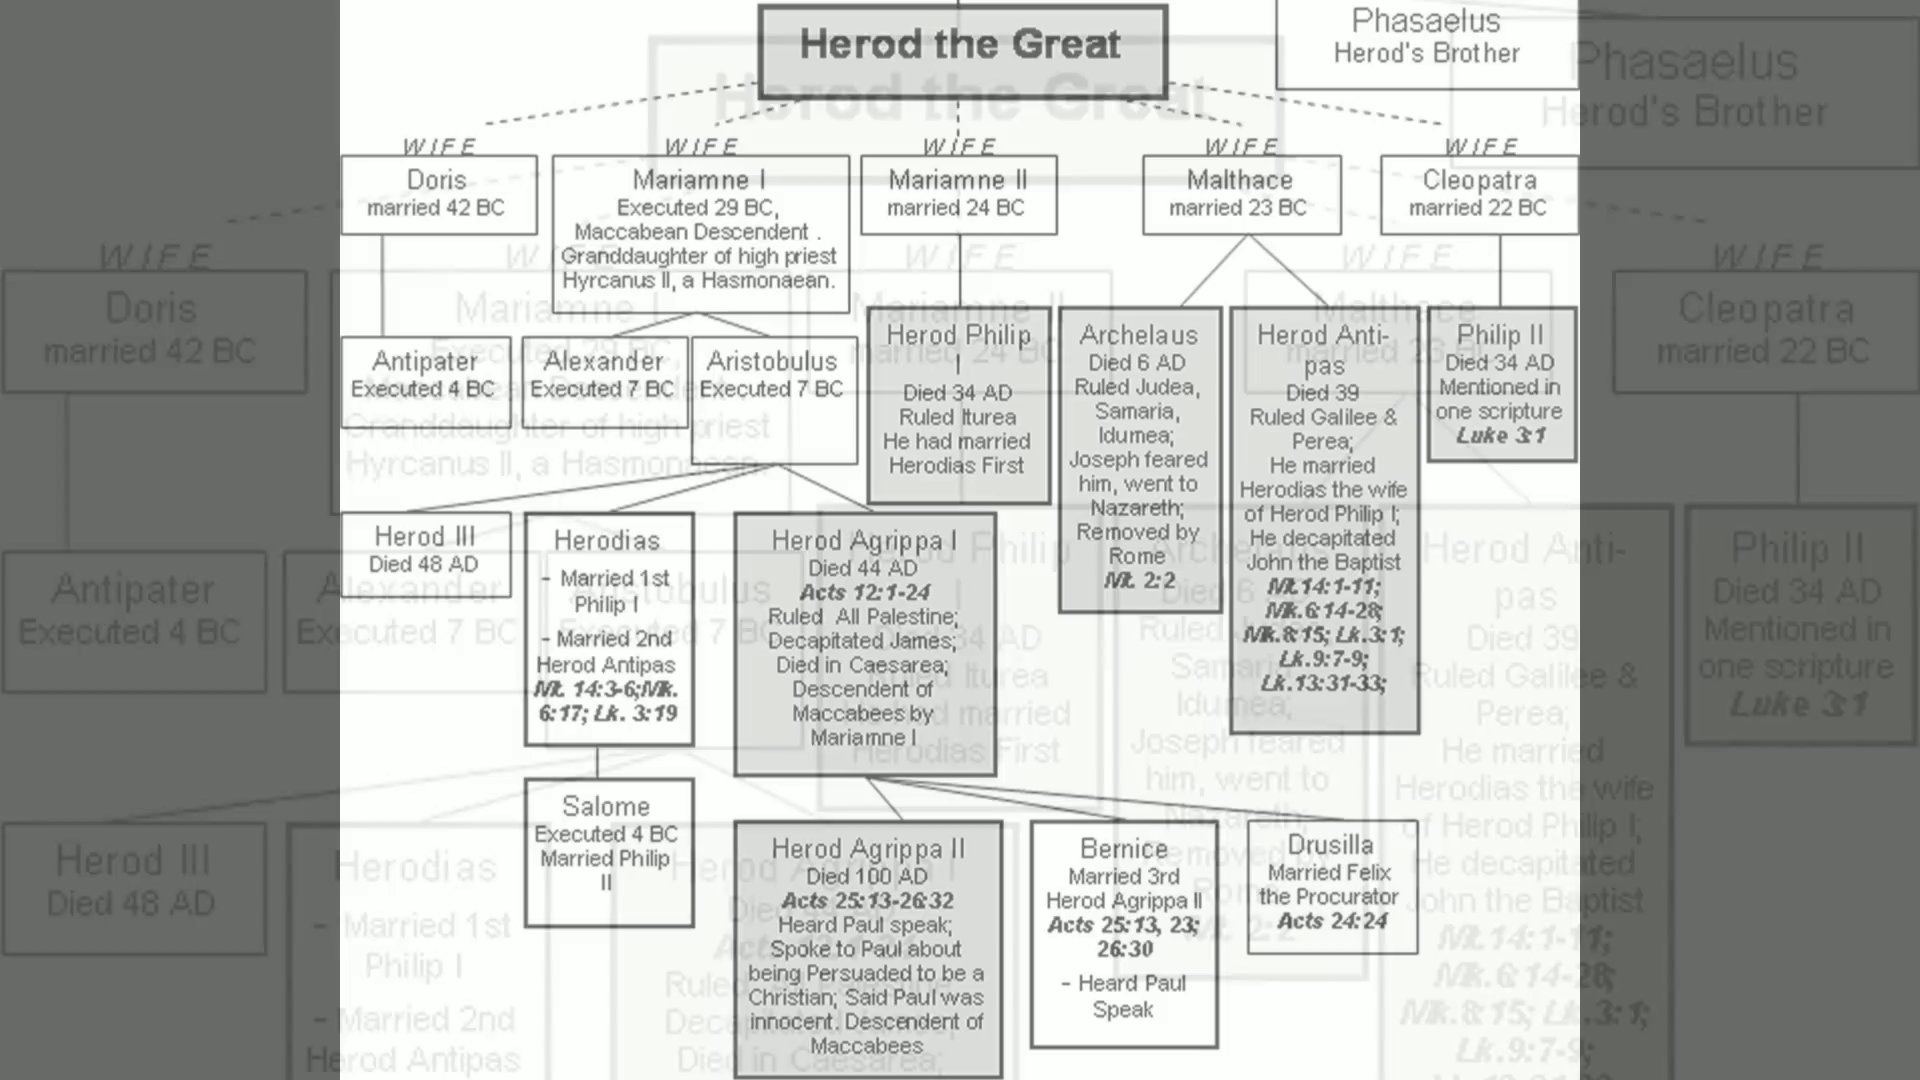 Herod the Great
Phasaelus
Herod's Brother
WIFE
Doris
married 42 BC
WIFE
Mariamne I
Executed 29 BC,
Maccabean Descendent .
Granddaughter of high priest
Hyrcanus II, a Hasmonaean.
WIFE
Mariamne II
married 24 BC
WIFE
Malthace
married 23 BC
WIFE
Cleopatra
married 22 BC
Antipater
Executed 4 BC
Alexander
Executed 7 BC
Aristobulus
Executed 7 BC
Herod Philip
I
Died 34 AD
Ruled Iturea
He had married
Herodias First
Archelaus
Died 6 AD
Ruled Judea,
Samaria,
Idumea;
Joseph feared
him, went to
Nazareth;
Removed by
Rome
Mt. 2:2
Herod Anti-
pas
Died 39
Ruled Galilee &
Perea;
He married
Herodias the wife
of Herod Philip I;
He decapitated
John the Baptist
Mt.14:1-11;
Mk.6:14-28;
Mk.8:15; Lk.3:1;
Lk.9:7-9;
Lk.13:31-33;
Philip II
Died 34 AD
Mentioned in
one scripture
Luke 3:1
Herod III
Died 48 AD
Herodias
- Married 1st
Philip I
- Married 2nd
Herod Antipas
Mt. 14:3-6;Mk.
6:17; Lk. 3:19
Herod Agrippa I
Died 44 AD
Acts 12:1-24
Ruled All Palestine;
Decapitated James;
Died in Caesarea;
Descendent of
Maccabees by
Mariamne I
Salome
Executed 4 BC
Married Philip
II
Herod Agrippa II
Died 100 AD
Acts 25:13-26:32
Heard Paul speak;
Spoke to Paul about
being Persuaded to be a
Christian; Said Paul was
innocent. Descendent of
Maccabees
Bernice
Married 3rd
Herod Agrippa II
Acts 25:13, 23;
26:30
- Heard Paul
Speak
Drusilla
Married Felix
the Procurator
Acts 24:24